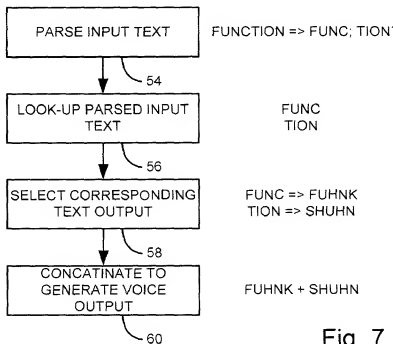 PARSE INPUT TEXT
FUNCTION => FUNC; TION
54
LOOK-UP PARSED INPUT
TEXT
FUNC
TION
56
SELECT CORRESPONDING
TEXT OUTPUT
FUNC => FUHNK
TION => SHUHN
58
CONCATINATE TO
GENERATE VOICE
OUTPUT
FUHNK + SHUHN
60
Fig. 7